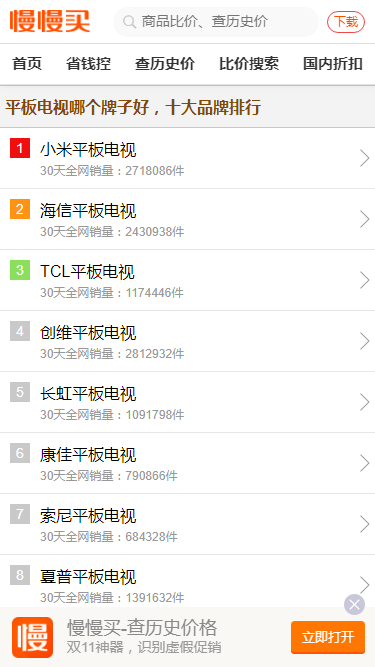 慢慢买
商品比价、查历史价
下载
首页 省钱控 查历史价 比价搜索 国内折扣
平板电视哪个牌子好，十大品牌排行
1 小米平板电视
30天全网销量：2718086件
2 海信平板电视
30天全网销量：2430938件
3 TCL平板电视
30天全网销量：1174446件
4 创维平板电视
30天全网销量：2812932件
5 长虹平板电视
30天全网销量：1091798件
6 康佳平板电视
30天全网销量：790866件
7 索尼平板电视
30天全网销量：684328件
8 夏普平板电视
30天全网销量：1391632件
慢
慢慢买-查历史价格
双11神器，识别虚假促销
立即打开